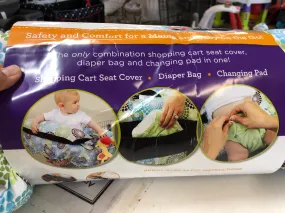 Safety and Comfort for a Mom
The only combination shopping cart seat cover,
diaper bag and changing pad in one!
Shopping Cart Seat Cover • Diaper Bag • Changing Pad